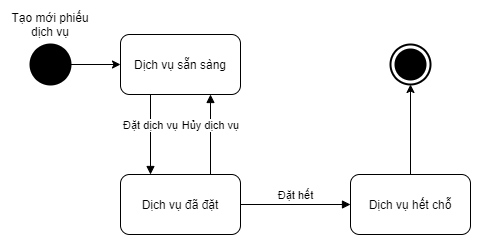 Tạo mới phiếu
dịch vụ
Dịch vụ sẵn sàng
Đặt dịch vụ
Hủy dịch vụ
Dịch vụ đã đặt
Đặt hết
Dịch vụ hết chỗ